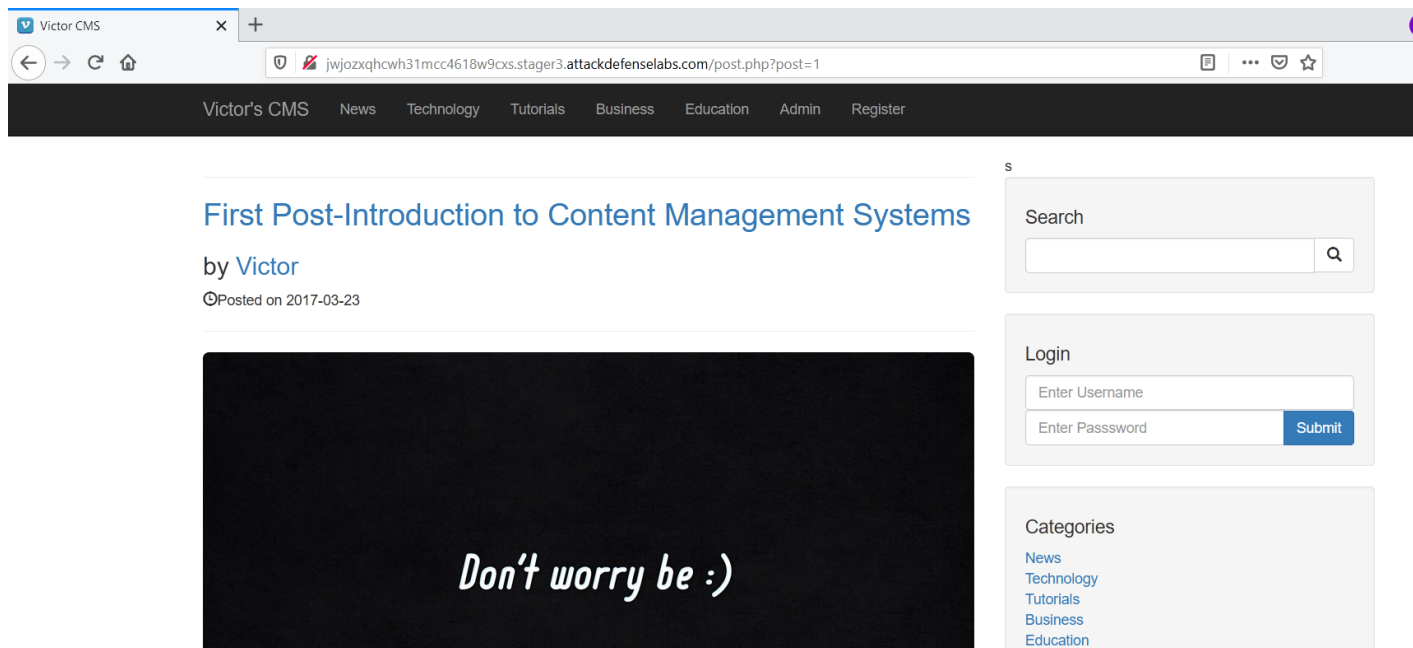 Victor CMS
jwjozxqhcwh31mcc4618w9cxs.stager3.attackdefenselabs.com/post.php?post=1
Victor's CMS News Technology Tutorials Business Education Admin Register
First Post-Introduction to Content Management Systems
by Victor
Posted on 2017-03-23
Don't worry be :)
s
Search
Login
Enter Username
Enter Passsword Submit
Categories
News
Technology
Tutorials
Business
Education